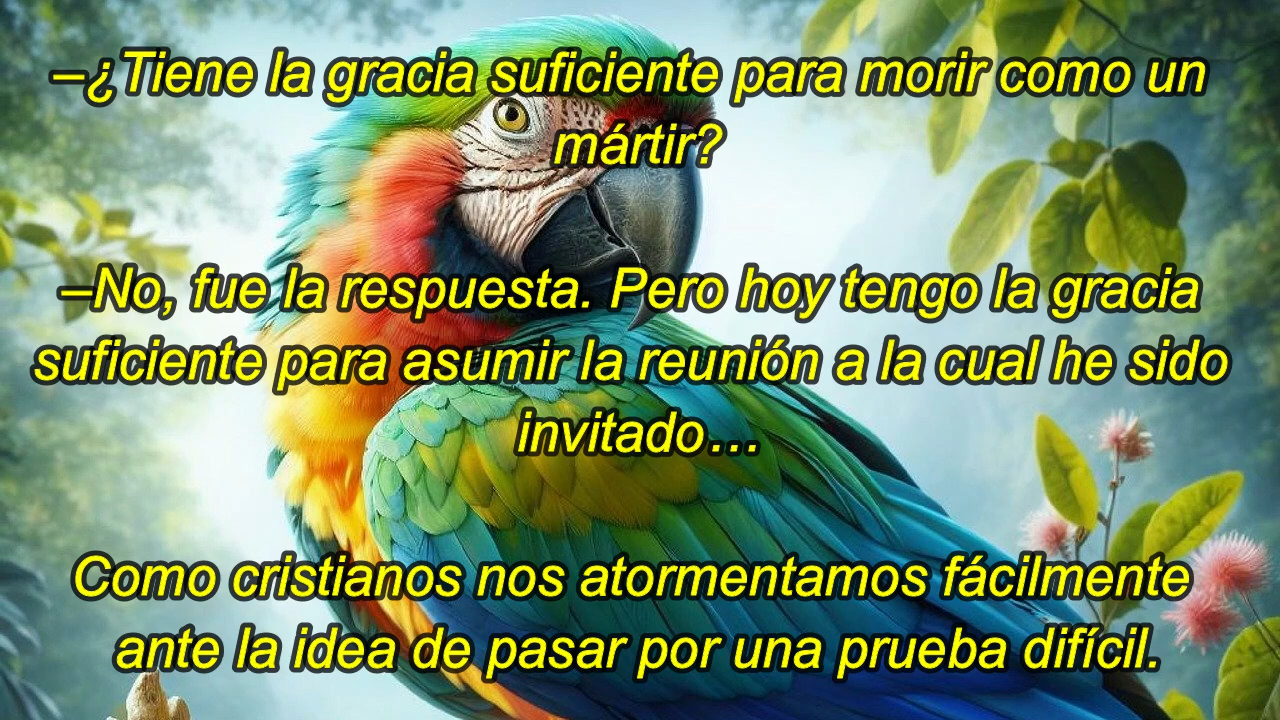 –¿Tiene la gracia suficiente para morir como un
mártir?
–No, fue la respuesta. Pero hoy tengo la gracia
suficiente para asumir la reunión a la cual he sido
invitado…
Como cristianos nos atormentamos fácilmente
ante la idea de pasar por una prueba difícil.